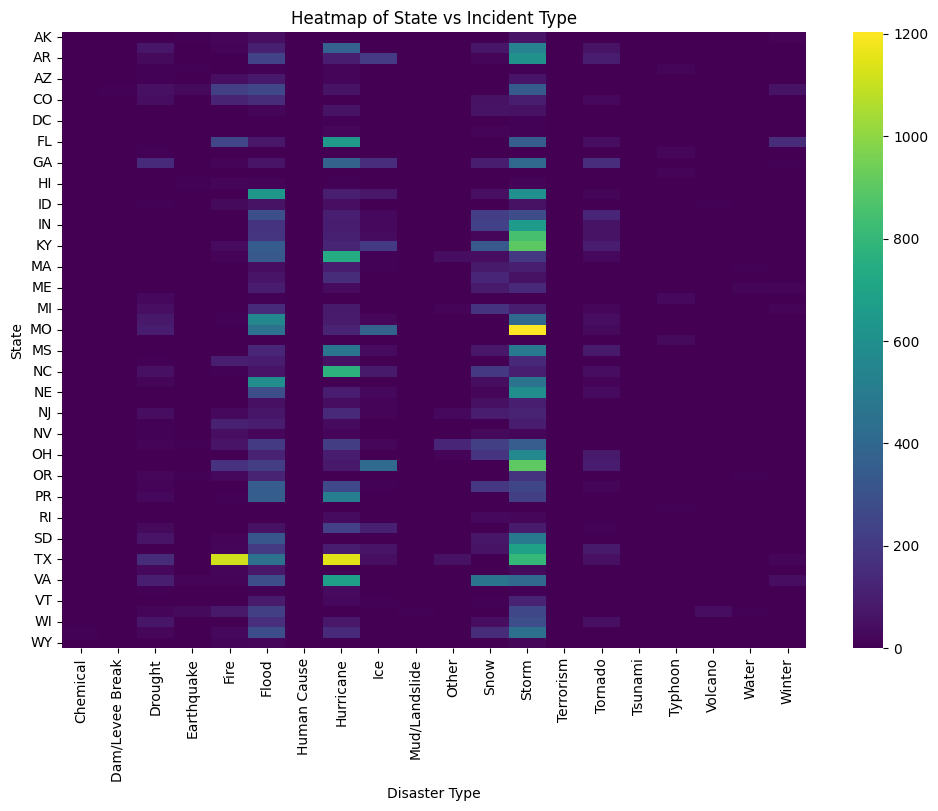 Heatmap of State vs Incident Type
AK
AR
AZ
CO
DC
FL
GA
HI
ID
IN
KY
MA
ME
MI
MO
MS
NC
NE
NJ
NV
OH
OR
PR
RI
SD
TX
VA
VT
WI
WY
State
Chemical
Dam/Levee Break
Drought
Earthquake
Fire
Flood
Human Cause
Hurricane
Ice
Mud/Landslide
Other
Snow
Storm
Terrorism
Tornado
Tsunami
Typhoon
Volcano
Water
Winter
Disaster Type
1200
1000
800
600
400
200
0